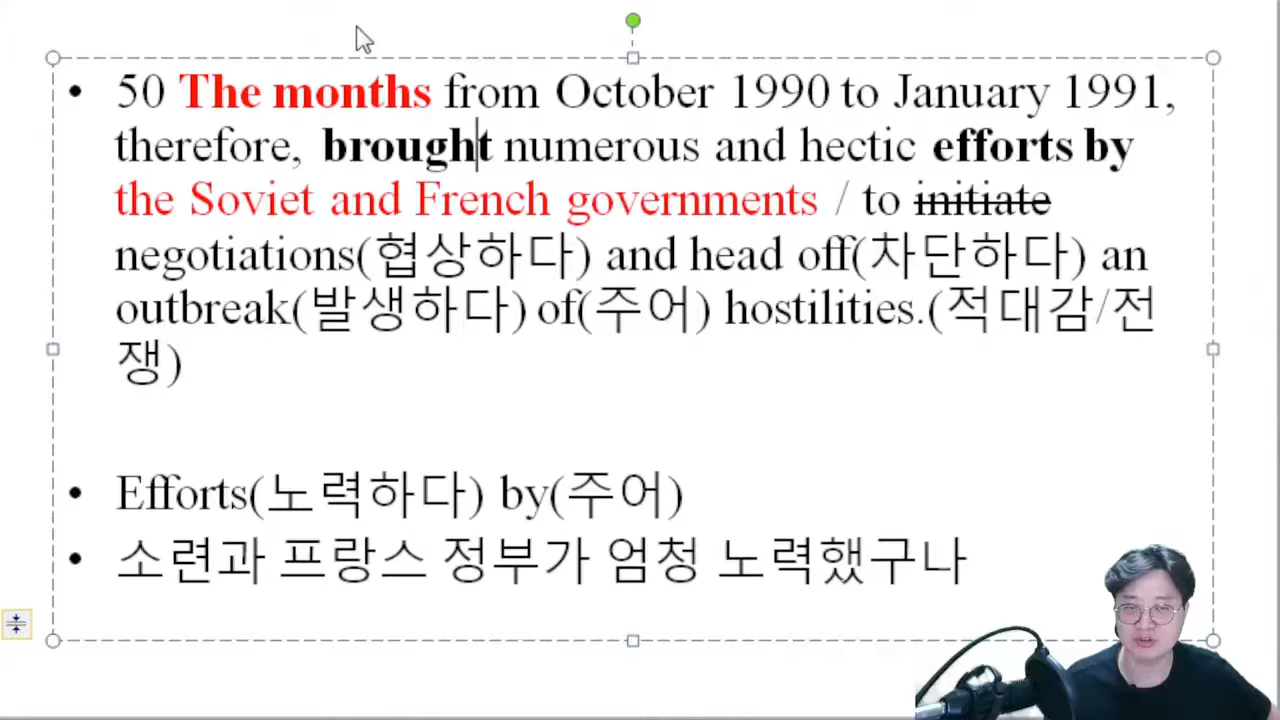 • 50 The months from October 1990 to January 1991,
therefore, brought numerous and hectic efforts by
the Soviet and French governments / to initiate
negotiations(협상하다) and head off(차단하다) an
outbreak(발생하다) of(주어) hostilities.(적대감/전
쟁)
• Efforts(노력하다) by(주어)
• 소련과 프랑스 정부가 엄청 노력했구나